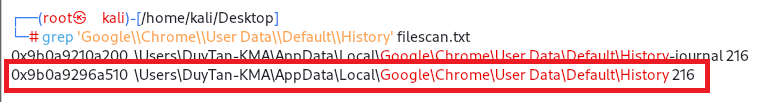 ┌──(root㉿kali)-[/home/kali/Desktop]
└─# grep 'Google\\Chrome\\User Data\\Default\\History' filescan.txt
0x9b0a9210a200 \Users\DuyTan-KMA\AppData\Local\Google\Chrome\User Data\Default\History-journal 216
0x9b0a9296a510 \Users\DuyTan-KMA\AppData\Local\Google\Chrome\User Data\Default\History 216